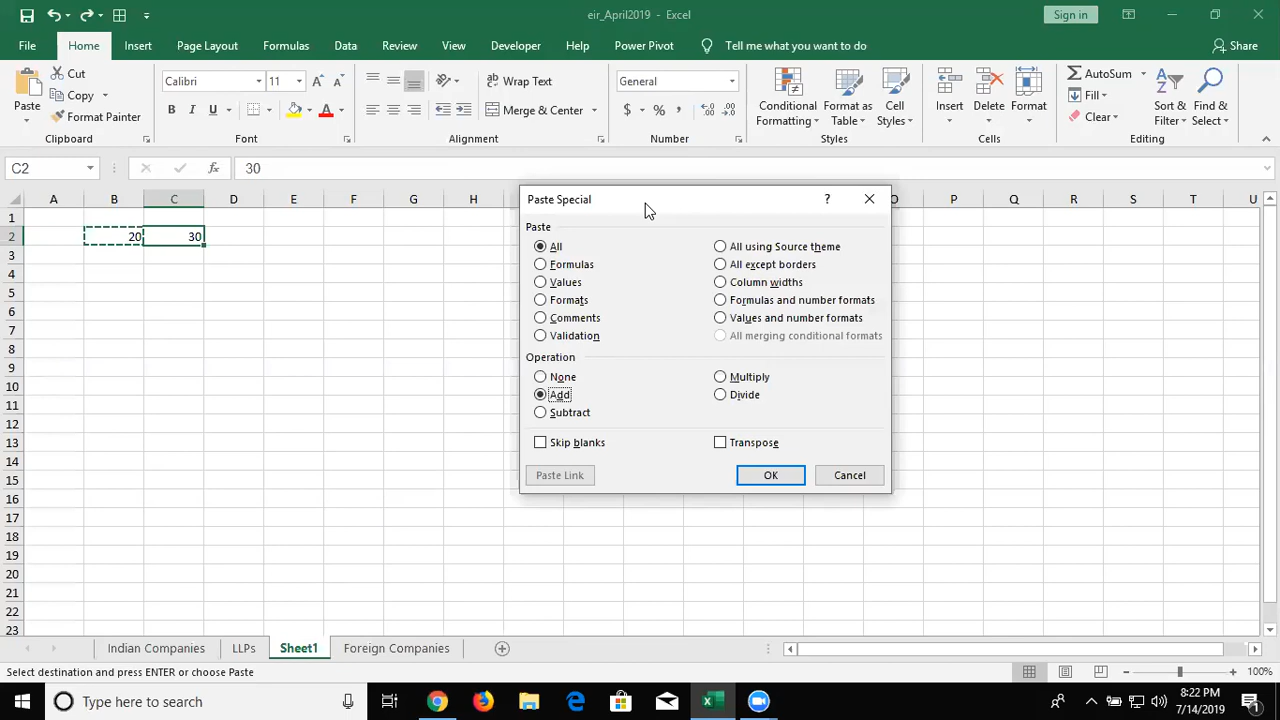 eir_April2019 - Excel
Sign in
File Home Insert Page Layout Formulas Data Review View Developer Help Power Pivot Tell me what you want to do Share
Paste
Cut
Copy
Format Painter
Clipboard
Calibri 11
B I U
Font
Wrap Text
Merge & Center
Alignment
General
$ % ,
Number
Conditional Formatting
Format as Table
Cell Styles
Styles
Insert
Delete
Format
Cells
AutoSum
Fill
Clear
Sort & Filter
Find & Select
Editing
C2 fx 30
A B C D E F G H O P Q R S T U
1
2 20 30
3
4
5
6
7
8
9
10
11
12
13
14
15
16
17
18
19
20
21
22
23
Paste Special ?
Paste
All
Formulas
Values
Formats
Comments
Validation
All using Source theme
All except borders
Column widths
Formulas and number formats
Values and number formats
All merging conditional formats
Operation
None
Add
Subtract
Multiply
Divide
Skip blanks
Transpose
Paste Link OK Cancel
Indian Companies LLPs Sheet1 Foreign Companies
Select destination and press ENTER or choose Paste
100%
Type here to search
8:22 PM
7/14/2019